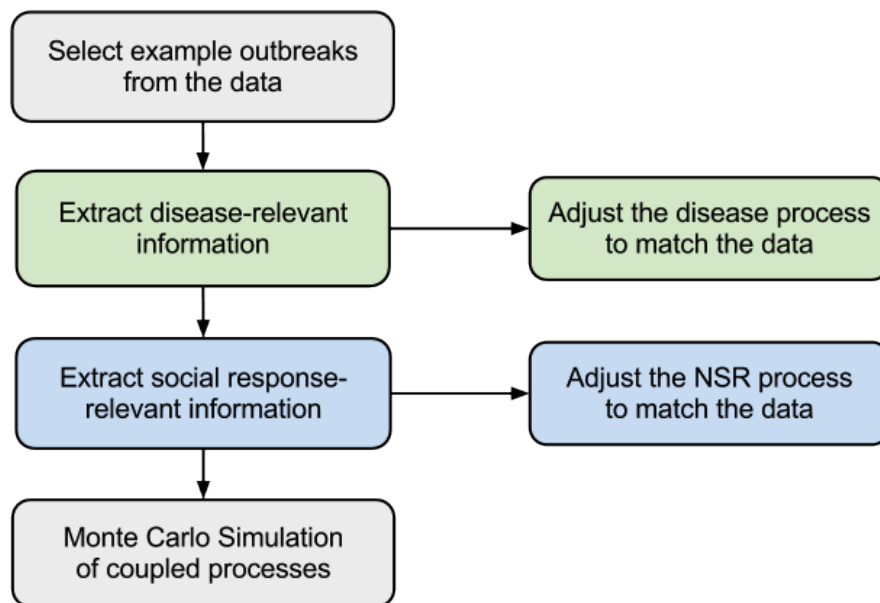 Select example outbreaks
from the data
Extract disease-relevant
information
Adjust the disease process
to match the data
Extract social response-
relevant information
Adjust the NSR process
to match the data
Monte Carlo Simulation
of coupled processes